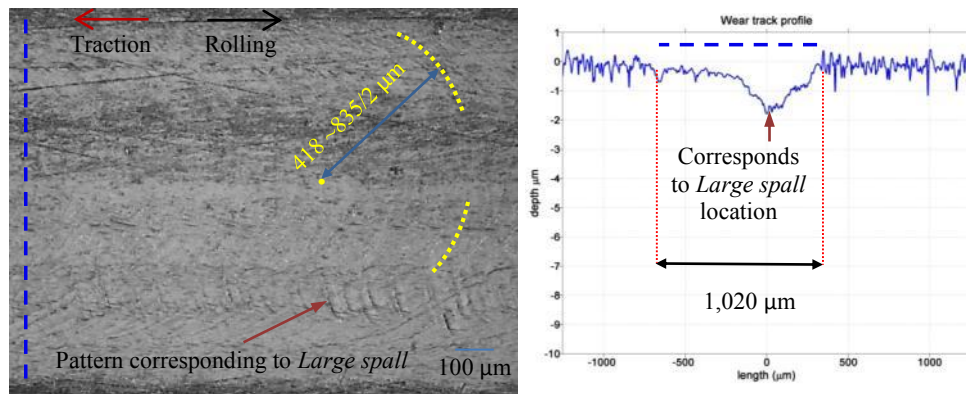 Traction
Rolling
418 ~835/2 µm
Pattern corresponding to Large spall
100 µm
Wear track profile
depth µm
1
0
-1
-2
-3
-4
-5
-6
-7
-8
-9
-10
Corresponds
to Large spall
location
1,020 µm
-1000
-500
0
500
1000
length (µm)